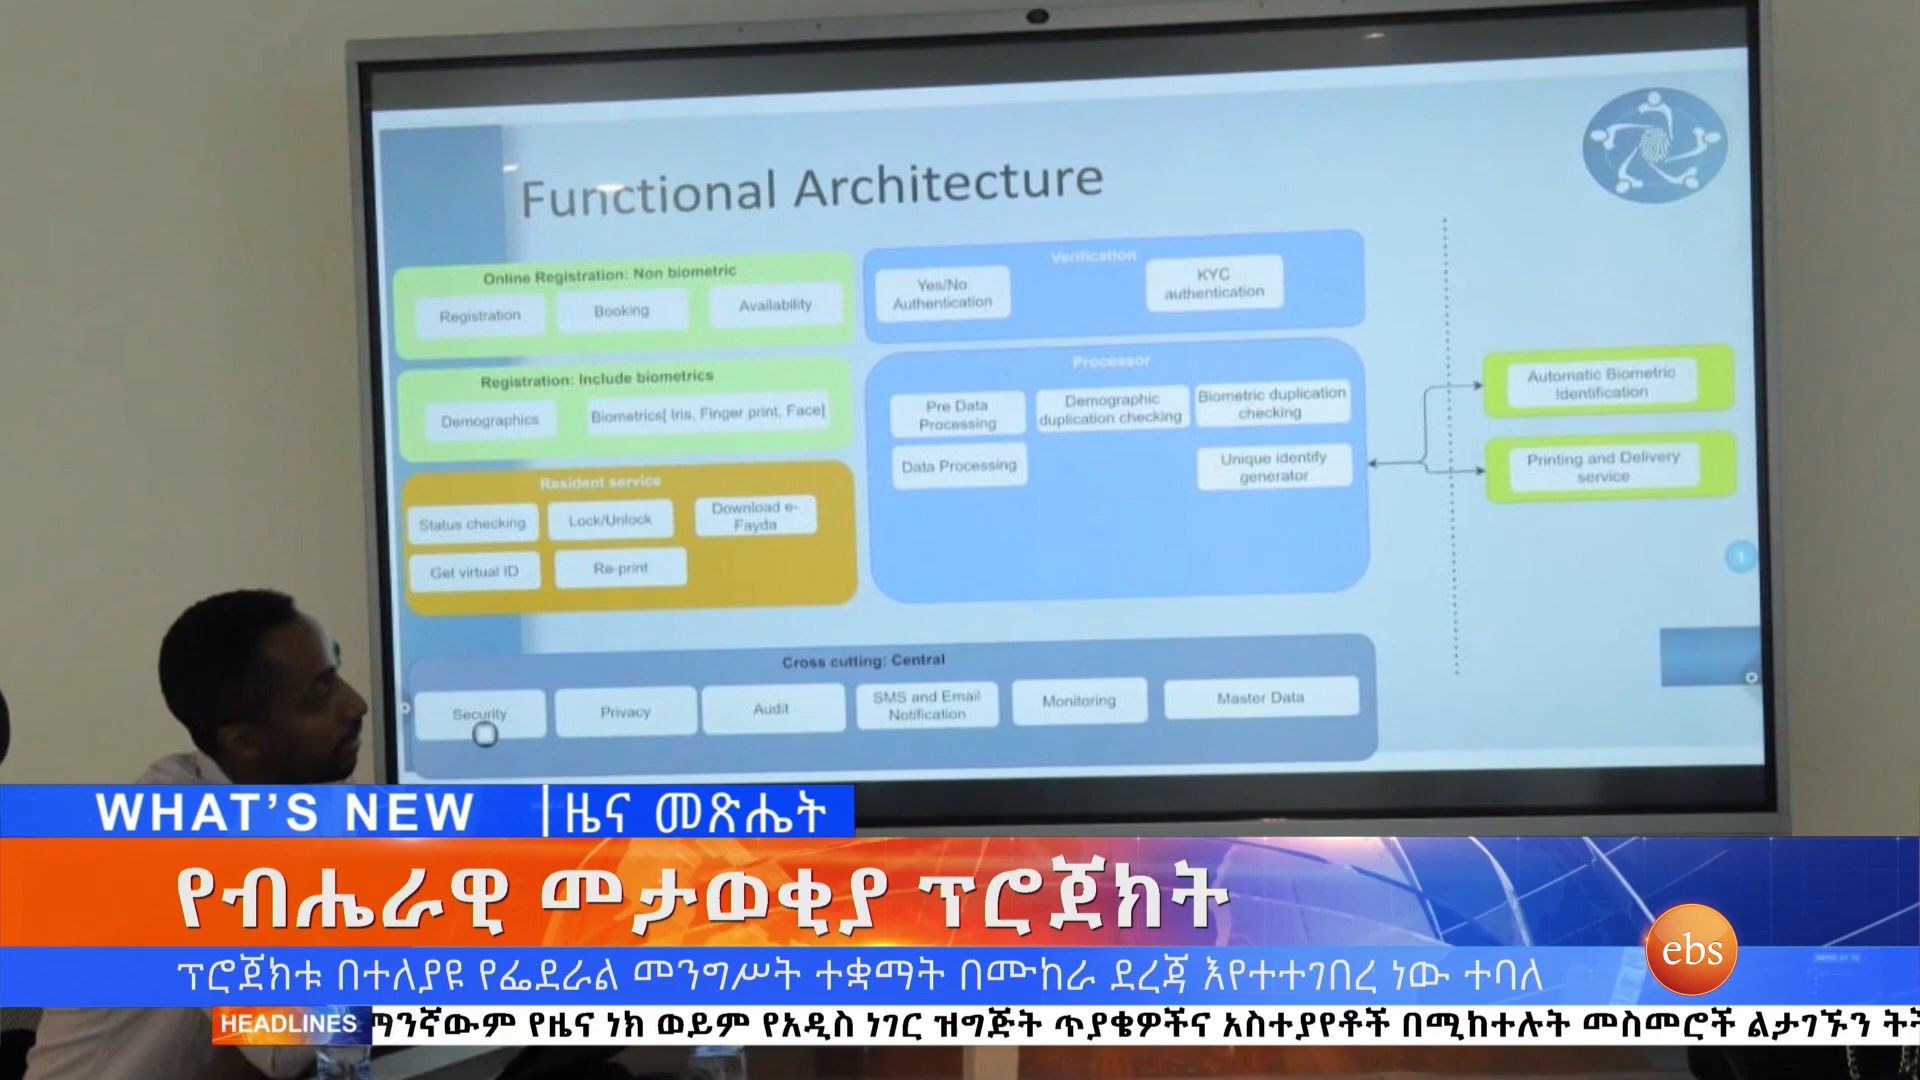 Functional Architecture
Online Registration: Non biometric
Registration
Booking
Availability
Registration: Include biometrics
Demographics
Biometrics[ Iris, Finger print, Face]
Resident service
Status checking
Lock/Unlock
Download e-
Fayda
Get virtual ID
Re-print
Verification
Yes/No
Authentication
KYC
authentication
Processor
Pre Data
Processing
Demographic
duplication checking
Biometric duplication
checking
Data Processing
Unique identify
generator
Automatic Biometric
Identification
Printing and Delivery
service
1
Cross cutting: Central
Security
Privacy
Audit
SMS and Email
Notification
Monitoring
Master Data
WHAT'S NEW |ዜና መጽሔት
የብሔራዊ መታወቂያ ፕሮጀክት
ፕሮጀክቱ በተለያዩ የፌደራል መንግሥት ተቋማት በሙከራ ደረጃ እየተተገበረ ነው ተባለ
ebs
HEADLINES ማንኛውም የዜና ነክ ወይም የአዲስ ነገር ዝግጅት ጥያቄዎችና አስተያየቶች በሚከተሉት መስመሮች ልታገኙን